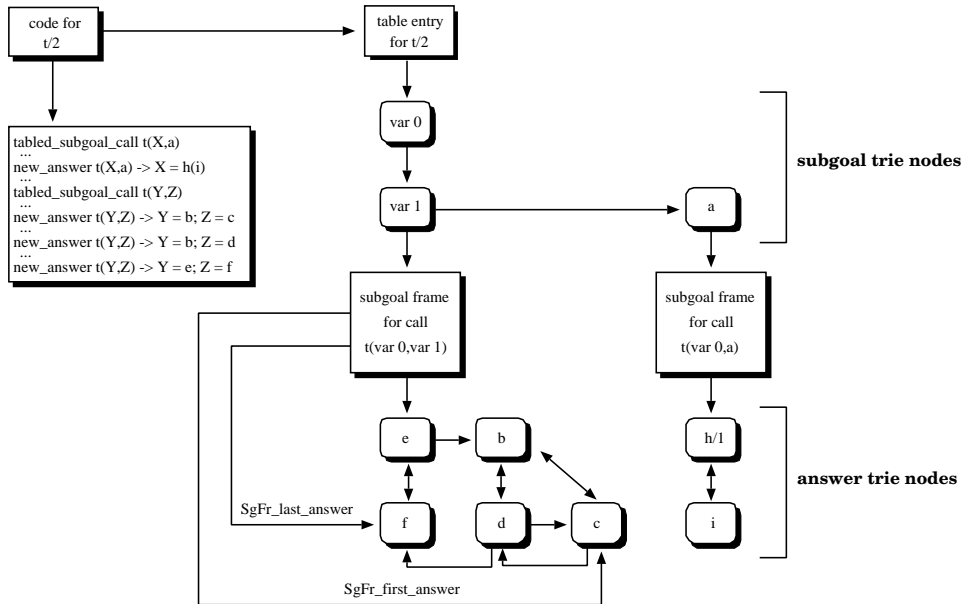 code for
t/2
table entry
for t/2
var 0
tabled_subgoal_call t(X,a)
...
new_answer t(X,a) -> X = h(i)
...
tabled_subgoal_call t(Y,Z)
...
new_answer t(Y,Z) -> Y = b; Z = c
...
new_answer t(Y,Z) -> Y = b; Z = d
...
new_answer t(Y,Z) -> Y = e; Z = f
subgoal trie nodes
var 1
a
subgoal frame
for call
t(var 0,var 1)
subgoal frame
for call
t(var 0,a)
e
b
h/1
answer trie nodes
SgFr_last_answer
f
d
c
i
SgFr_first_answer